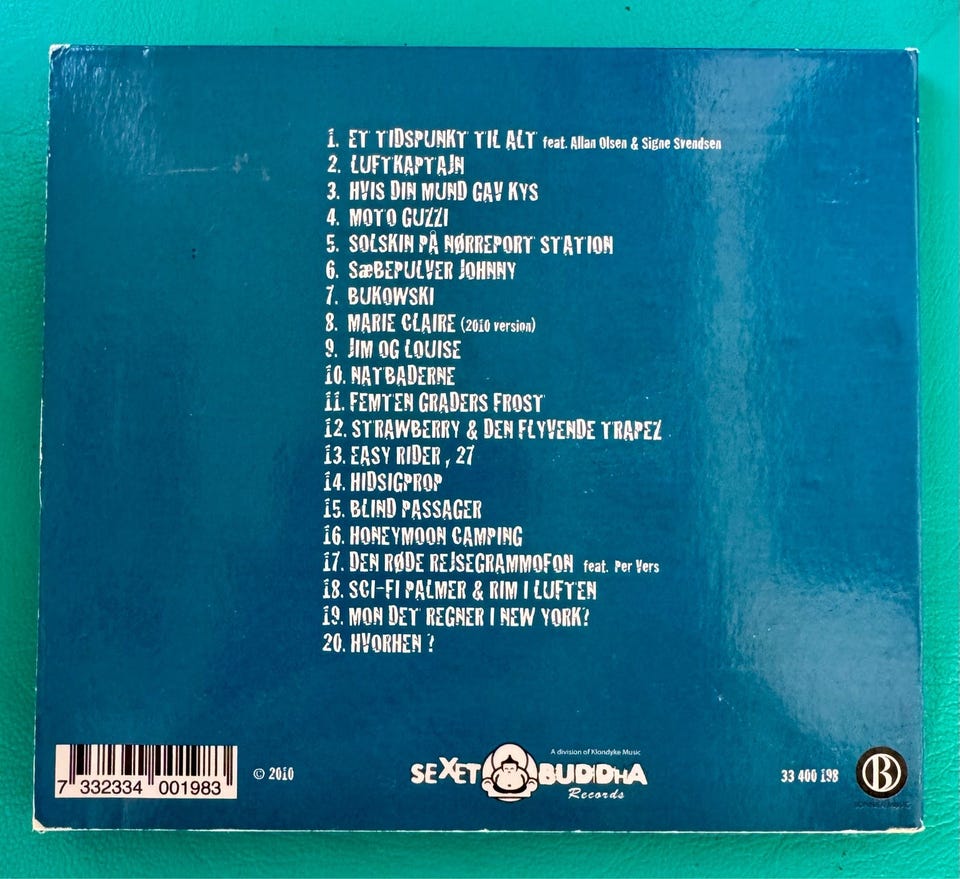 1. ET TIDSPUNKT TIL ALT feat. Allan Olsen & Signe Svendsen
2. LUFTKAPTAJN
3. HVIS DIN MUND GAV KYS
4. MOTO GUZZI
5. SOLSKIN PÅ NØRREPORT STATION
6. SæBEPULVER JOHNNY
7. BUKOWSKI
8. MARIE CLAIRE (2010 version)
9. JIM OG LOUISE
10. NATBADERNE
11. FEMTEN GRADERS FROST
12. STRAWBERRY & DEN FLYVENDE TRAPEZ
13. EASY RIDER, 27
14. HIDSIGPROP
15. BLIND PASSAGER
16. HONEYMOON CAMPING
17. DEN RØDE REJSEGRAMMOFON feat. Per Vers
18. SCI-FI PALMER & RIM I LUFTEN
19. MON DET REGNER I NEW YORK?
20. HVORHEN ?
7 332334 001983
© 2010
A division of Klondyke Music
SEXET BUDDHA
Records
33 400 198
B
BONNIER MUSIC